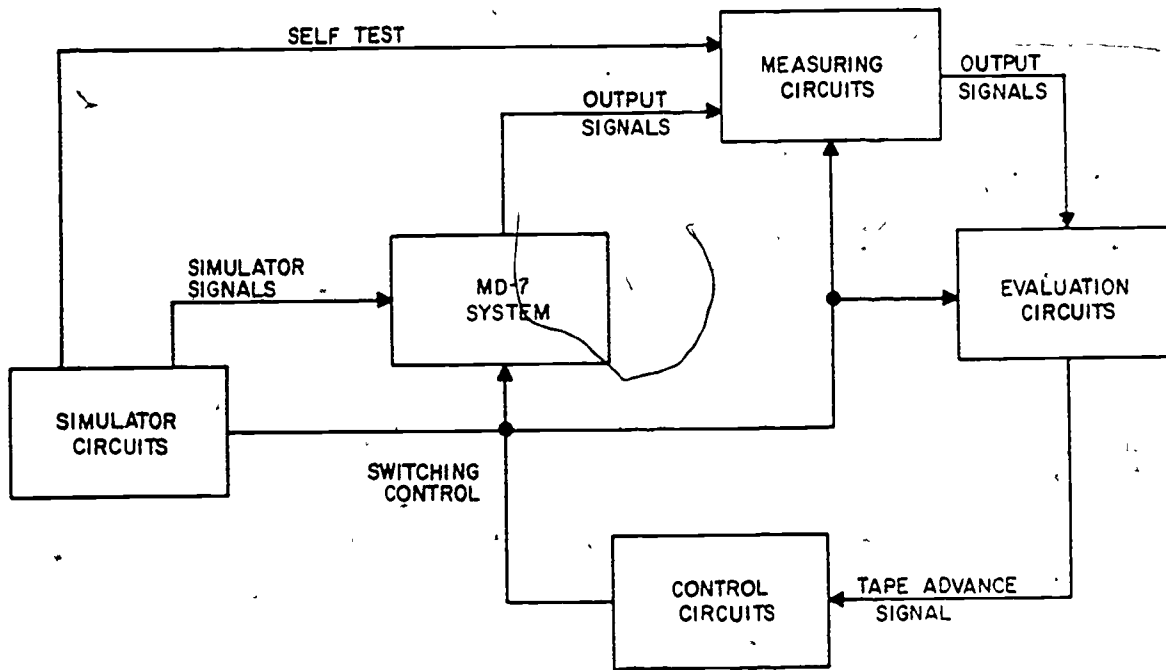 SELF TEST
MEASURING
CIRCUITS
OUTPUT
SIGNALS
OUTPUT
SIGNALS
SIMULATOR
SIGNALS
MD-7
SYSTEM
EVALUATION
CIRCUITS
SIMULATOR
CIRCUITS
SWITCHING
CONTROL
CONTROL
CIRCUITS
TAPE ADVANCE
SIGNAL